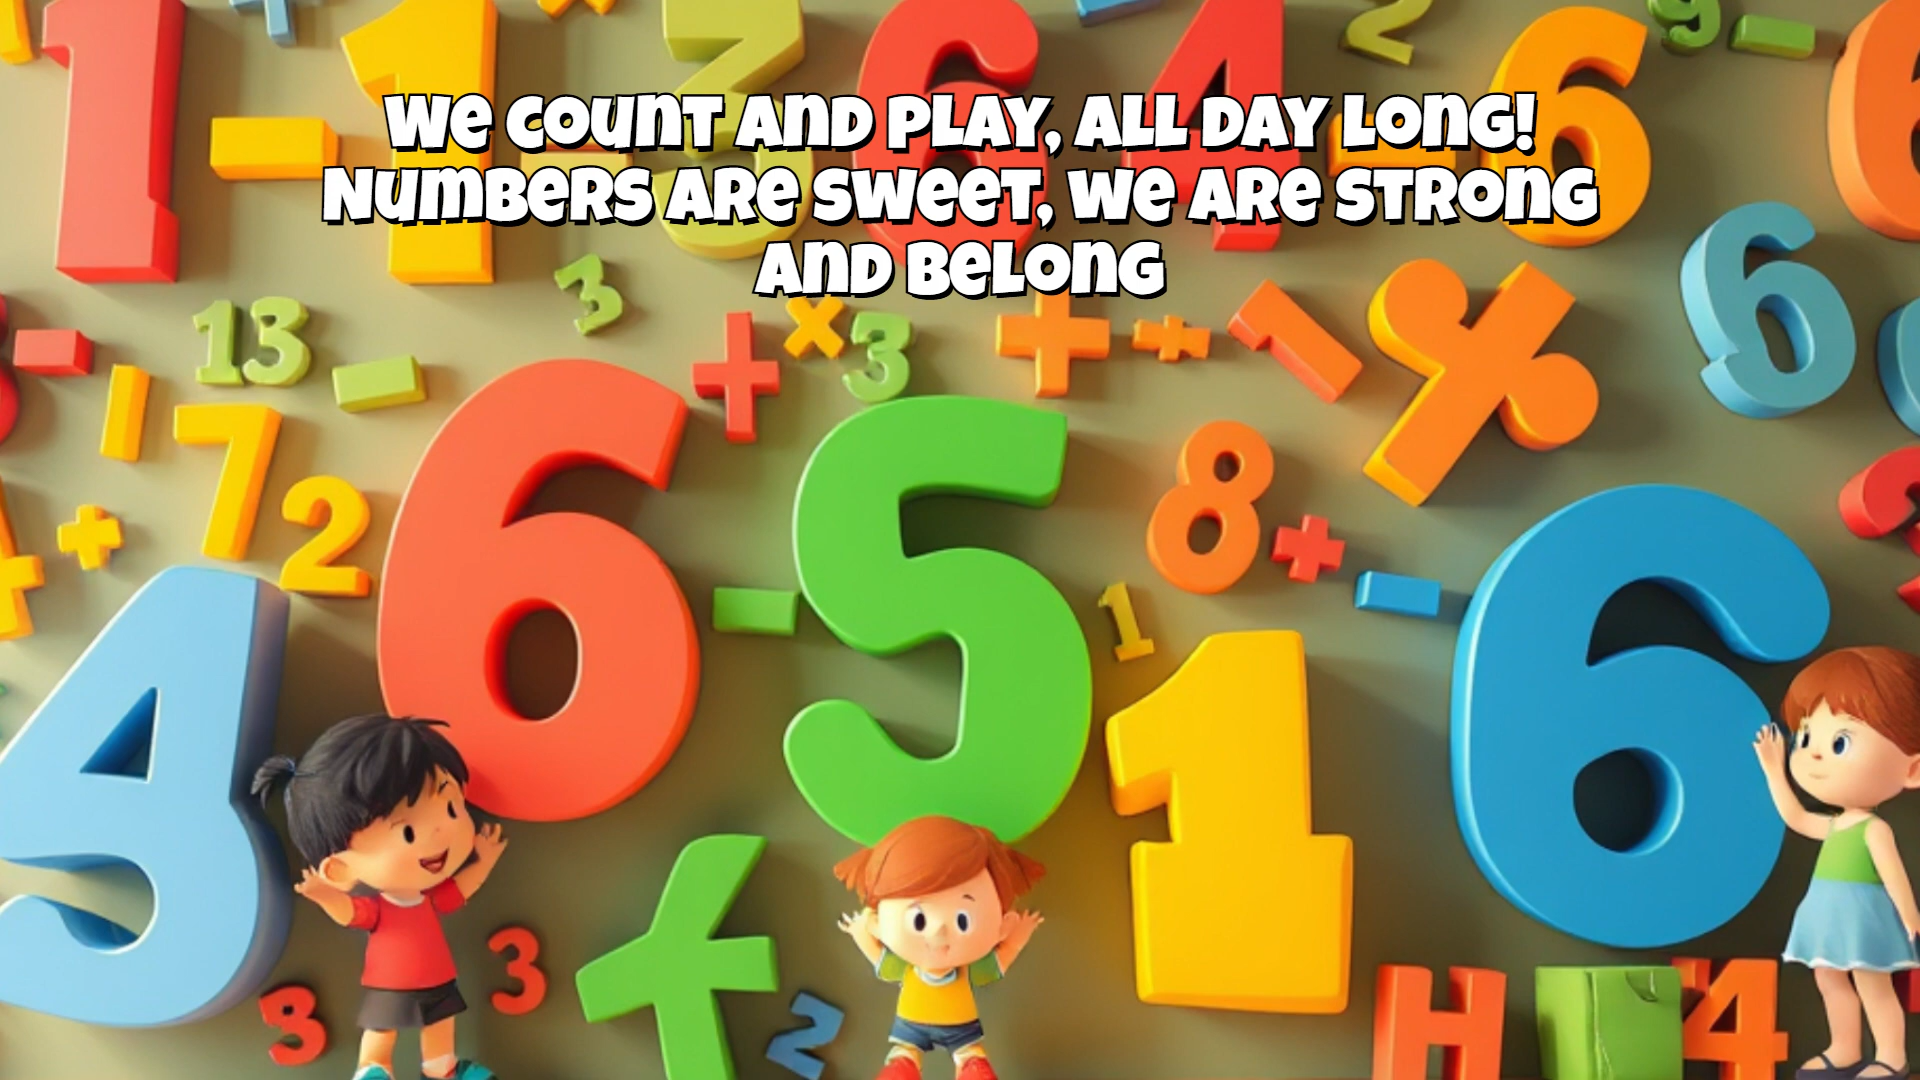 We count and play, all day long!
Numbers are sweet, we are strong
and belong